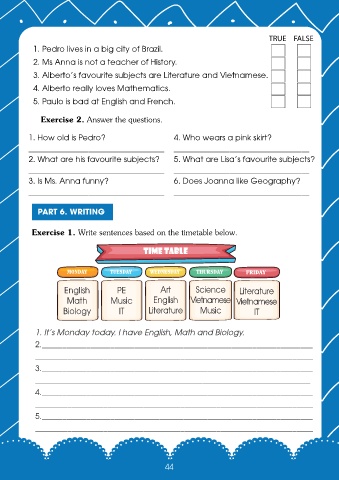 TRUE FALSE
1. Pedro lives in a big city of Brazil.
2. Ms Anna is not a teacher of History.
3. Alberto's favourite subjects are Literature and Vietnamese.
4. Alberto really loves Mathematics.
5. Paulo is bad at English and French.
Exercise 2. Answer the questions.
1. How old is Pedro? 4. Who wears a pink skirt?
2. What are his favourite subjects? 5. What are Lisa's favourite subjects?
3. Is Ms. Anna funny? 6. Does Joanna like Geography?
PART 6. WRITING
Exercise 1. Write sentences based on the timetable below.
TIME TABLE
MONDAY TUESDAY WEDNESDAY THURSDAY FRIDAY
English PE Art Science Literature
Math Music English Vietnamese Vietnamese
Biology IT Literature Music IT
1. It's Monday today. I have English, Math and Biology.
2.
3.
4.
5.
44